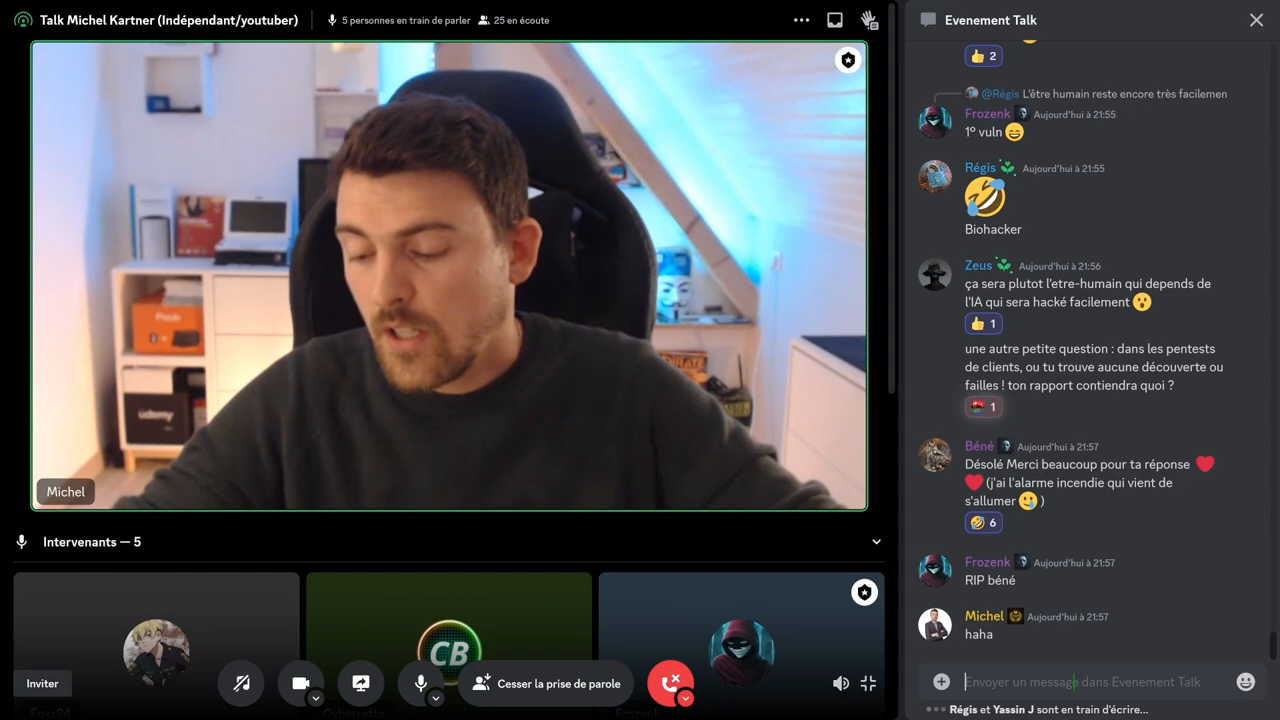 Talk Michel Kartner (Indépendant/youtuber)
5 personnes en train de parler
25 en écoute
Evenement Talk
2
@Régis L'être humain reste encore très facilemen
Frozenk Aujourd'hui à 21:55
1º vuln
Régis Aujourd'hui à 21:55
Biohacker
Zeus Aujourd'hui à 21:56
ça sera plutot l'etre-humain qui depends de
l'IA qui sera hacké facilement
1
une autre petite question : dans les pentests
de clients, ou tu trouve aucune découverte ou
failles ! ton rapport contiendra quoi ?
1
Béné Aujourd'hui à 21:57
Désolé Merci beaucoup pour ta réponse
(j'ai l'alarme incendie qui vient de
s'allumer )
6
Frozenk Aujourd'hui à 21:57
RIP béné
Michel Aujourd'hui à 21:57
haha
Envoyer un message dans Evenement Talk
Régis et Yassin J sont en train d'écrire...
udemy
Michel
Intervenants — 5
CB
Inviter
Cesser la prise de parole